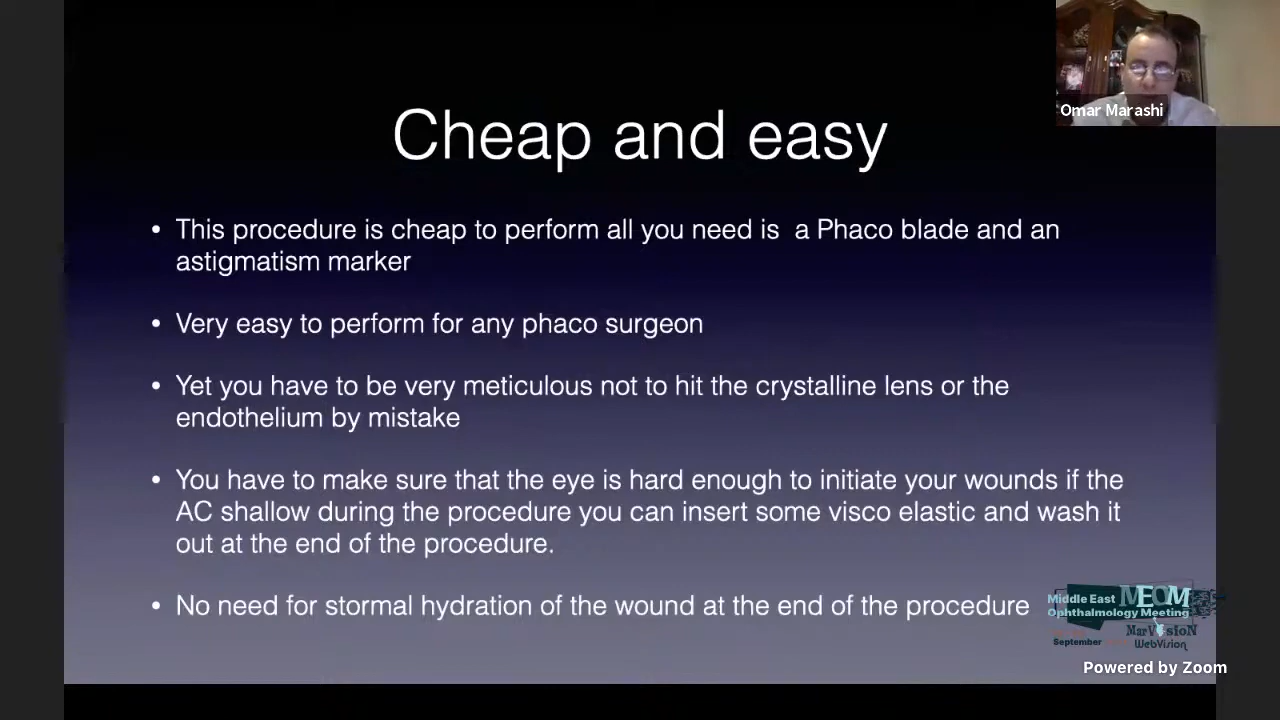 Omar Marashi
Cheap and easy
• This procedure is cheap to perform all you need is a Phaco blade and an
astigmatism marker
• Very easy to perform for any phaco surgeon
• Yet you have to be very meticulous not to hit the crystalline lens or the
endothelium by mistake
• You have to make sure that the eye is hard enough to initiate your wounds if the
AC shallow during the procedure you can insert some visco elastic and wash it
out at the end of the procedure.
• No need for stormal hydration of the wound at the end of the procedure
Middle East MEOM
Ophthalmology Meeting
MarVisioN
September
WebVision
Powered by Zoom